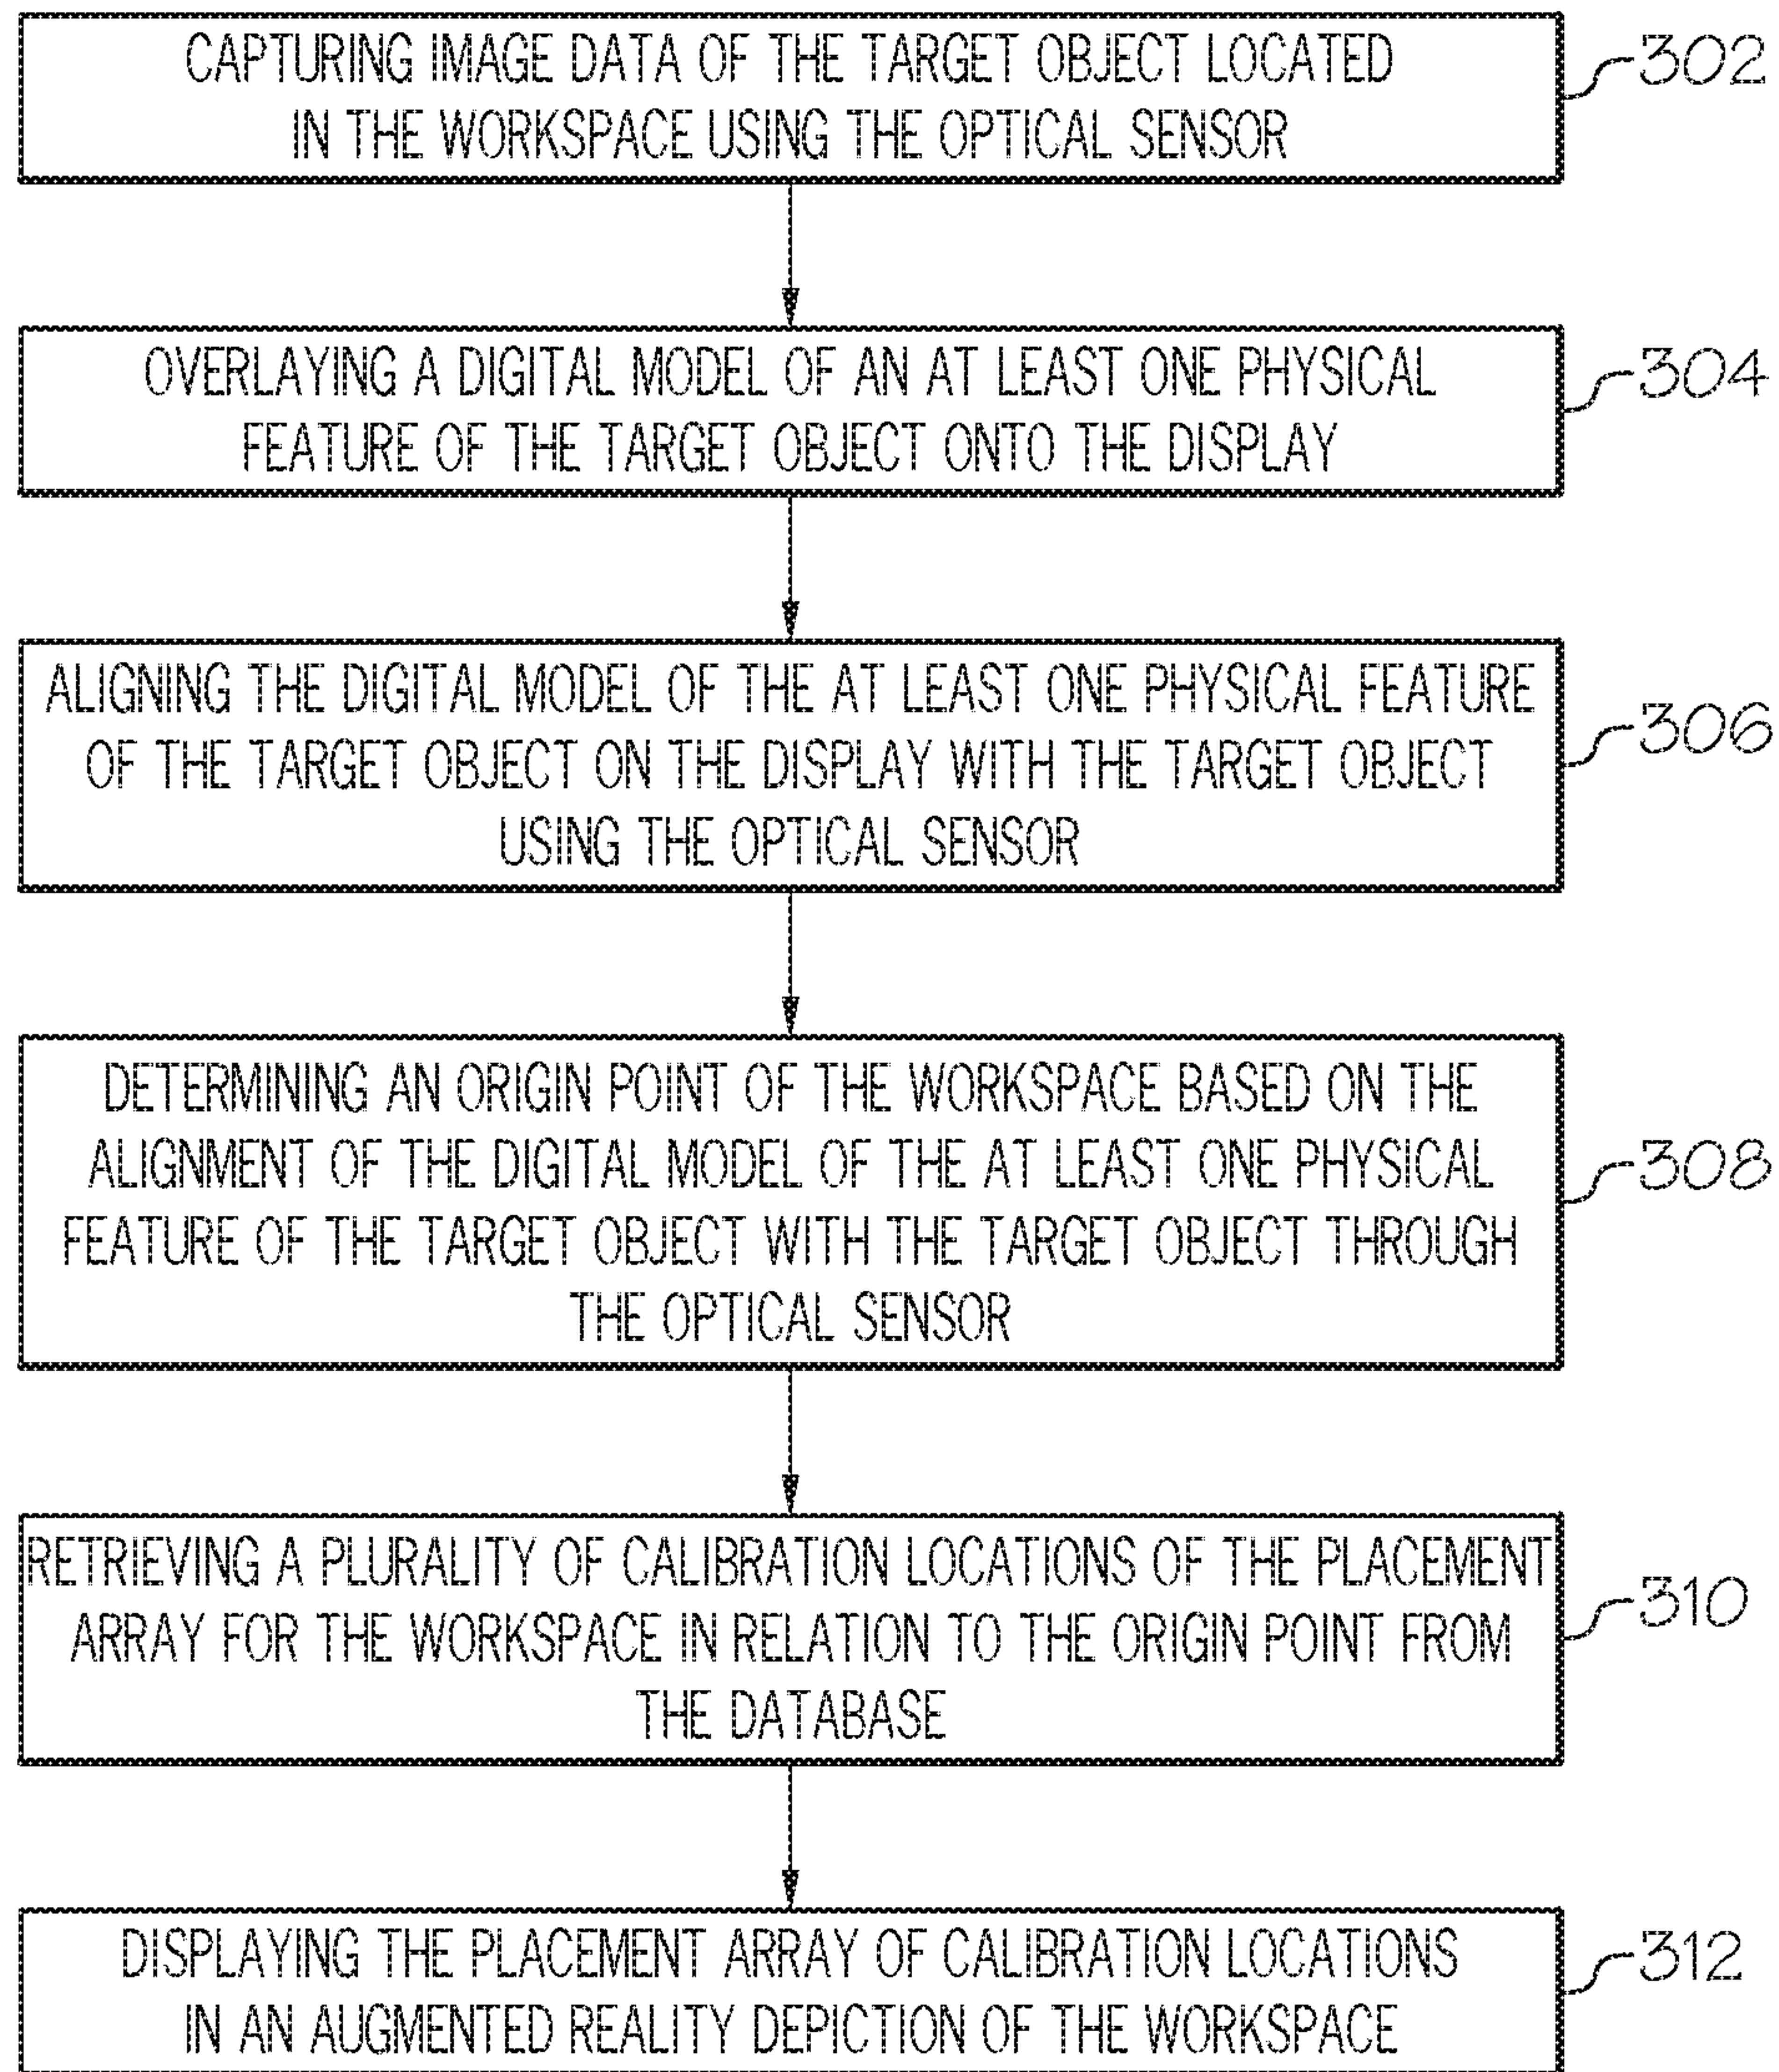 CAPTURING IMAGE DATA OF THE TARGET OBJECT LOCATED
IN THE WORKSPACE USING THE OPTICAL SENSOR
302
OVERLAYING A DIGITAL MODEL OF AN AT LEAST ONE PHYSICAL
FEATURE OF THE TARGET OBJECT ONTO THE DISPLAY
304
ALIGNING THE DIGITAL MODEL OF THE AT LEAST ONE PHYSICAL FEATURE
OF THE TARGET OBJECT ON THE DISPLAY WITH THE TARGET OBJECT
USING THE OPTICAL SENSOR
306
DETERMINING AN ORIGIN POINT OF THE WORKSPACE BASED ON THE
ALIGNMENT OF THE DIGITAL MODEL OF THE AT LEAST ONE PHYSICAL
FEATURE OF THE TARGET OBJECT WITH THE TARGET OBJECT THROUGH
THE OPTICAL SENSOR
308
RETRIEVING A PLURALITY OF CALIBRATION LOCATIONS OF THE PLACEMENT
ARRAY FOR THE WORKSPACE IN RELATION TO THE ORIGIN POINT FROM
THE DATABASE
310
DISPLAYING THE PLACEMENT ARRAY OF CALIBRATION LOCATIONS
IN AN AUGMENTED REALITY DEPICTION OF THE WORKSPACE
312